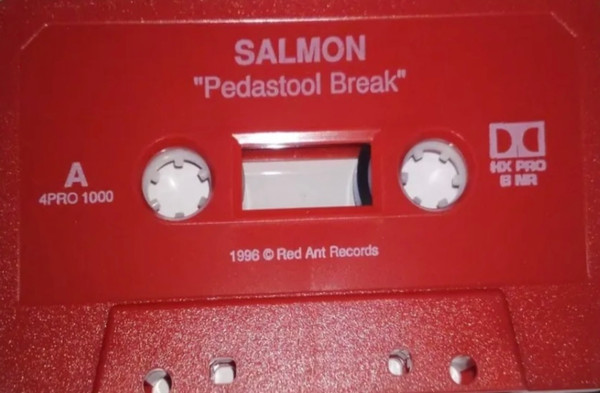 SALMON
"Pedastool Break"
A
4PRO 1000
HX PRO
B NR
1996 © Red Ant Records